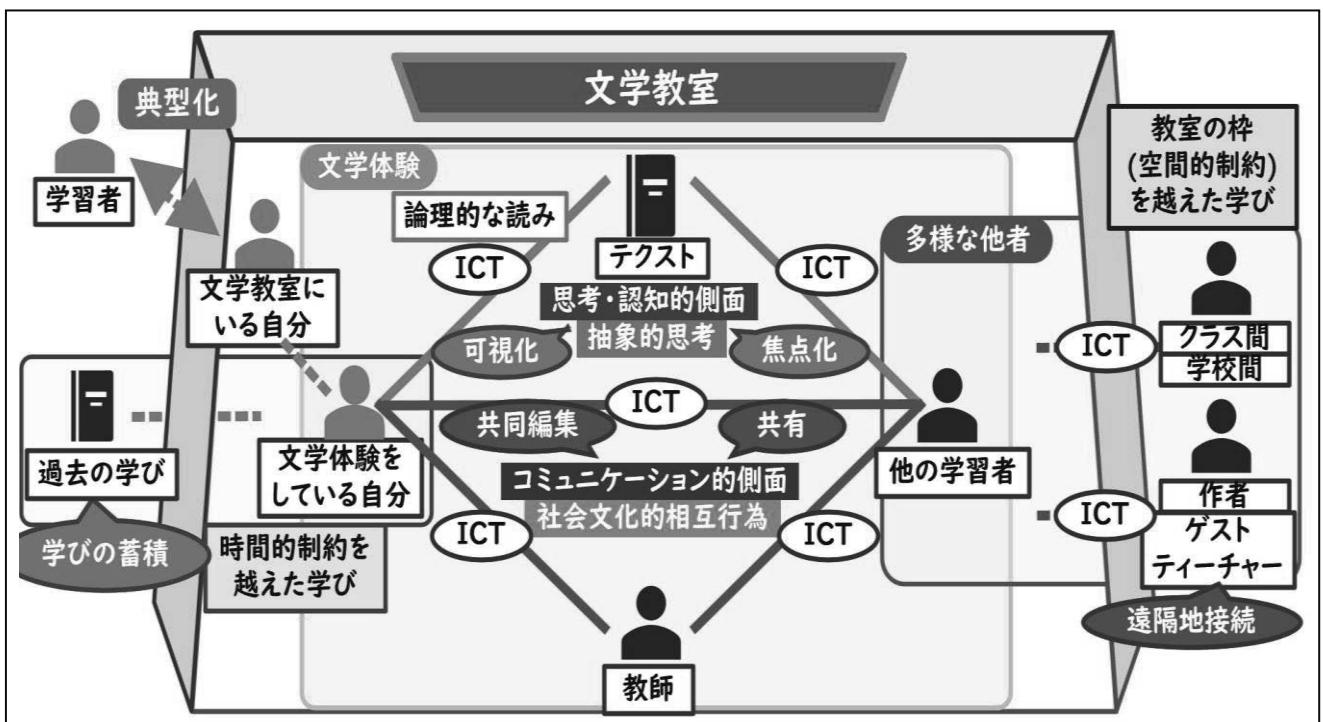 文学教室
典型化
学習者
文学体験
論理的な読み
教室の枠
(空間的制約)
を越えた学び
多様な他者
ICT
テクスト
ICT
文学教室に
いる自分
思考・認知的側面
抽象的思考
可視化
焦点化
ICT
クラス間
学校間
ICT
共同編集
共有
過去の学び
文学体験を
している自分
コミュニケーション的側面
社会文化的相互行為
他の学習者
作者
ゲスト
ティーチャー
ICT
ICT
ICT
学びの蓄積
時間的制約を
越えた学び
遠隔地接続
教師